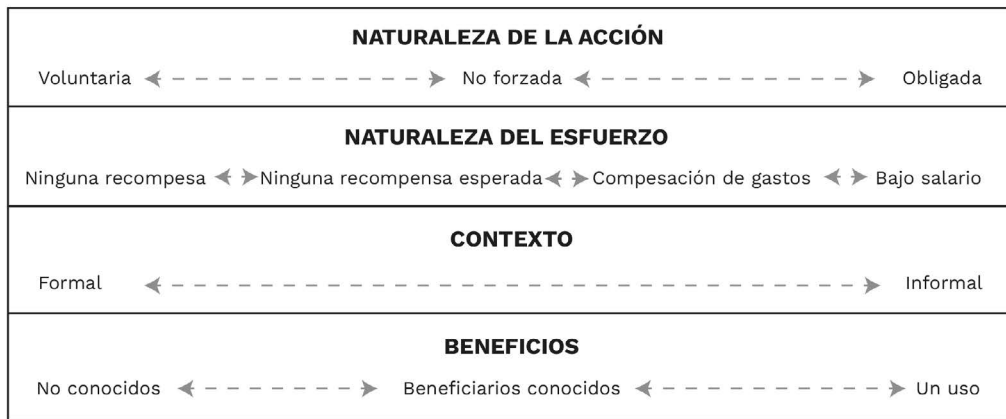 NATURALEZA DE LA ACCIÓN
Voluntaria No forzada Obligada
NATURALEZA DEL ESFUERZO
Ninguna recompesa Ninguna recompensa esperada Compesación de gastos Bajo salario
CONTEXTO
Formal Informal
BENEFICIOS
No conocidos Beneficiarios conocidos Un uso